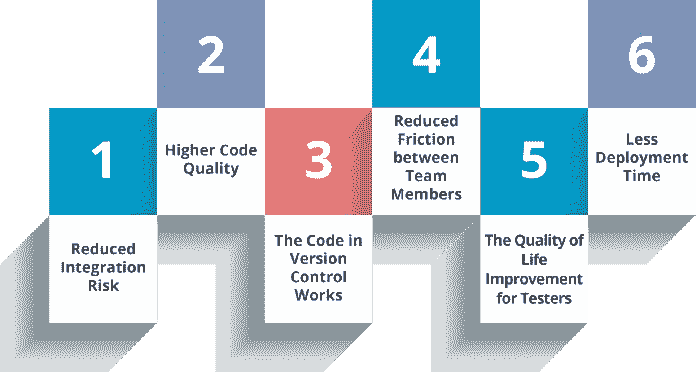 1
Reduced
Integration
Risk
2
Higher Code
Quality
3
The Code in
Version
Control
Works
4
Reduced
Friction
between
Team
Members
5
The Quality of
Life
Improvement
for Testers
6
Less
Deployment
Time